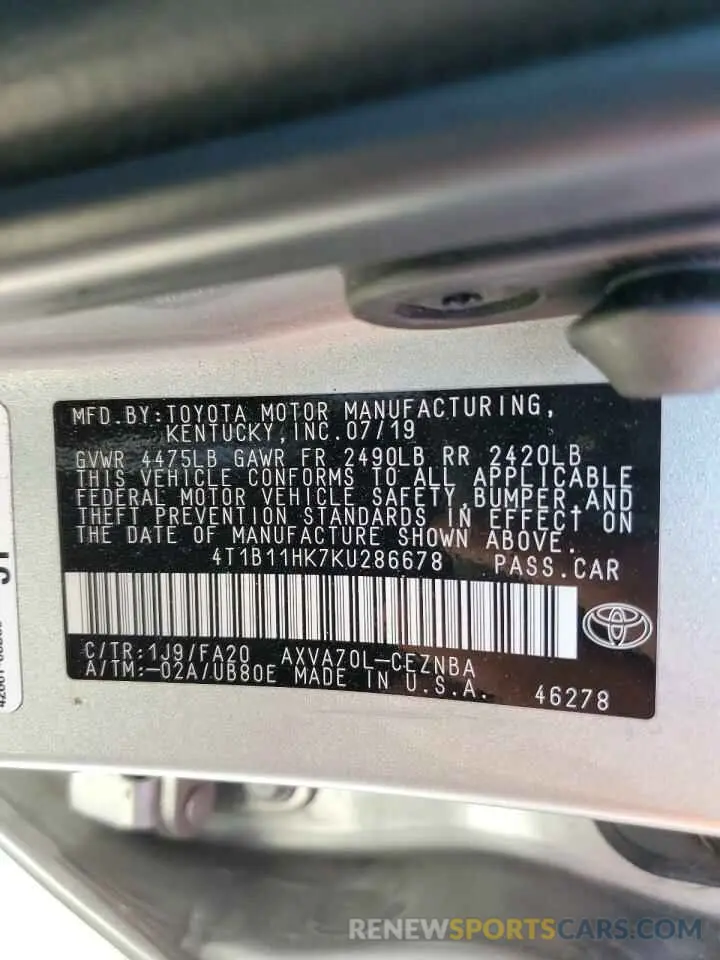 MFD.BY:TOYOTA MOTOR MANUFACTURING,
KENTUCKY,INC.07/19
GVWR 4475LB GAWR FR 2490LB RR 2420LB
THIS VEHICLE CONFORMS TO ALL APPLICABLE
FEDERAL MOTOR VEHICLE SAFETY,BUMPER,AND
THEFT PREVENTION STANDARDS IN EFFECT ON
THE DATE OF MANUFACTURE SHOWN ABOVE.
4T1B11HK7KU286678 PASS.CAR
C/TR:1J9/FA20 AXVA70L-CEZNBA
A/TM:-02A/UB80E MADE IN U.S.A.
46278
RENEWSPORTSCARS.COM